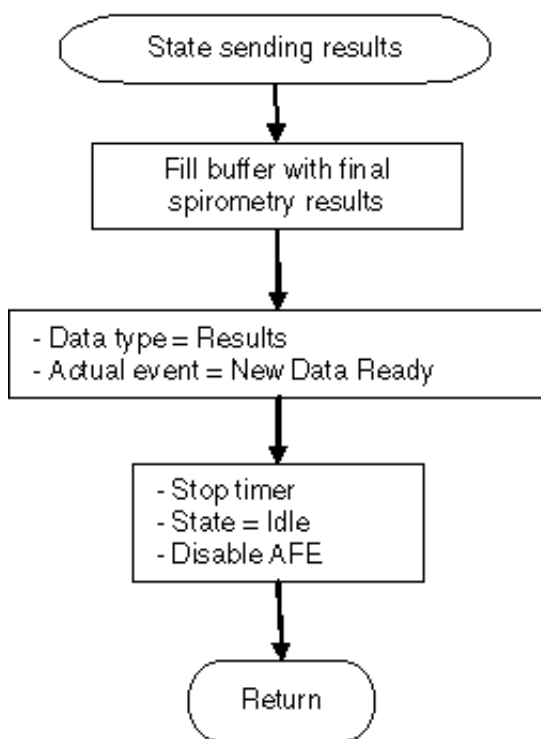 State sending results
Fill buffer with final
spirometry results
- Data type = Results
- Actual event = New Data Ready
- Stop timer
- State = Idle
- Disable AFE
Return